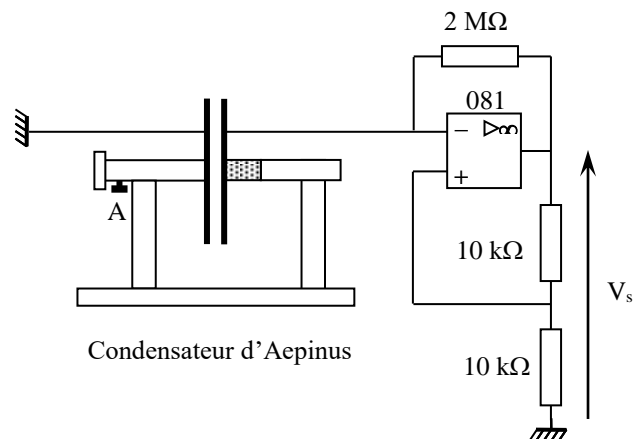 2 MΩ
081
▷∞
−
+
A
10 kΩ
Vs
10 kΩ
Condensateur d’Aepinus